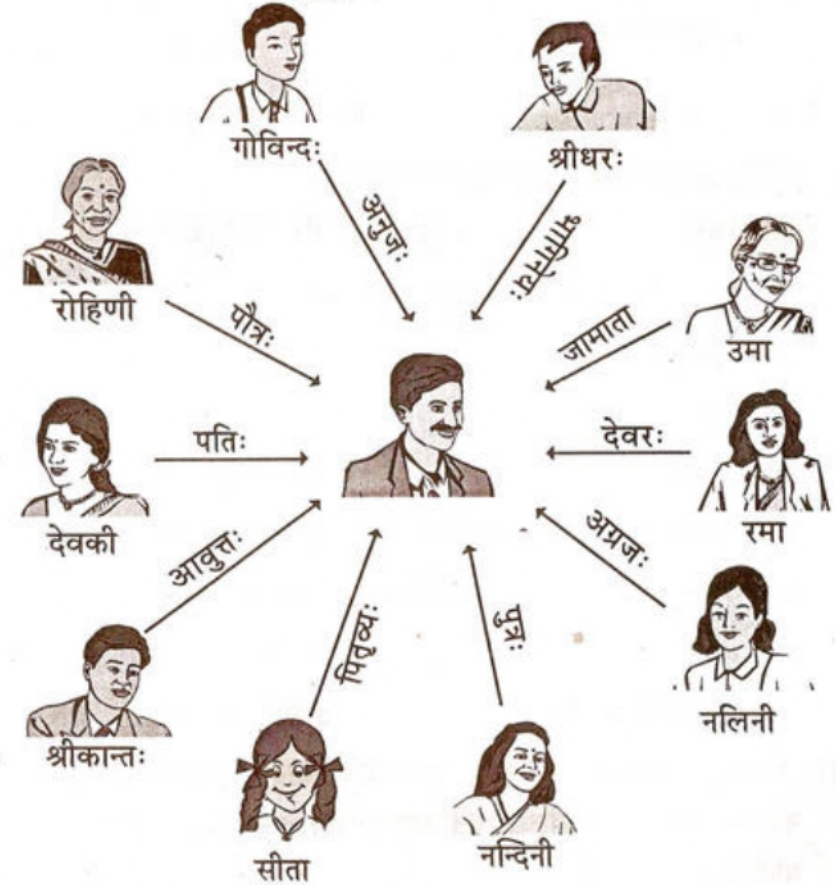 गोविन्दः
श्रीधरः
अनुजः
भागिनेयः
रोहिणी
पौत्रः
जामाता
उमा
पतिः
देवरः
देवकी
रमा
आवुत्तः
अग्रजः
पितृव्यः
पुत्रः
श्रीकान्तः
नलिनी
सीता
नन्दिनी